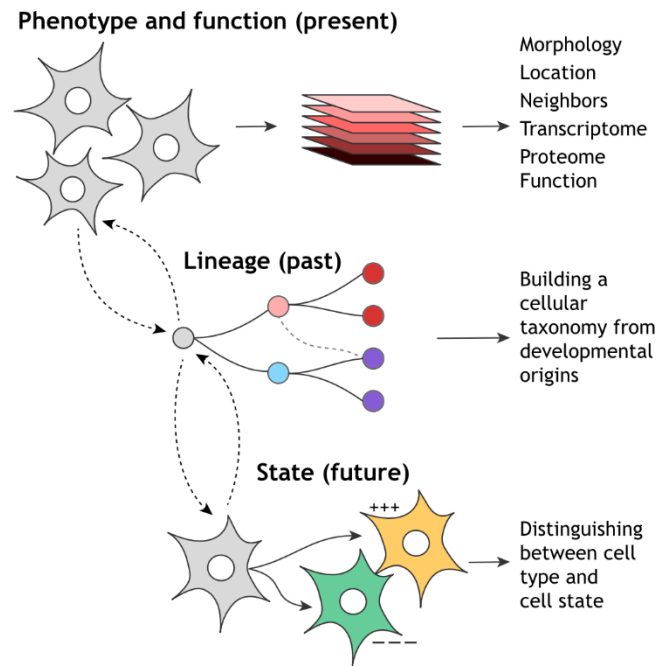 Phenotype and function (present)
Morphology
Location
Neighbors
Transcriptome
Proteome
Function
Lineage (past)
Building a
cellular
taxonomy from
developmental
origins
State (future)
+++
Distinguishing
between cell
type and
cell state
– – –